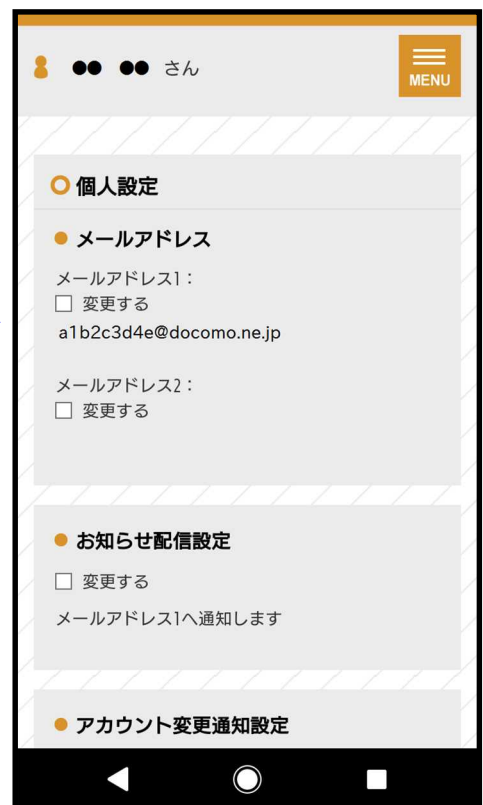 ●● ●● さん
MENU
個人設定
メールアドレス
メールアドレス1：
変更する
a1b2c3d4e@docomo.ne.jp
メールアドレス2：
変更する
お知らせ配信設定
変更する
メールアドレス1へ通知します
アカウント変更通知設定